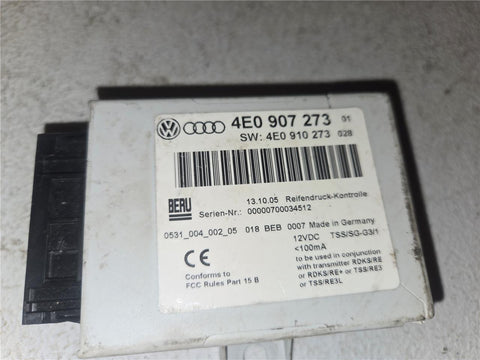 4E0 907 273 01
SW: 4E0 910 273 028
BERU
13.10.05 Reifendruck-Kontrolle
Serien-Nr.: 00000700034512
0531_004_002_05 018 BEB 0007 Made in Germany
12VDC TSS/SG-G3/1
<100mA
CE
Conforms to
FCC Rules Part 15 B
to be used in conjunction
with transmitter RDKS/RE
or RDKS/RE+ or TSS/RE3
or TSS/RE3L